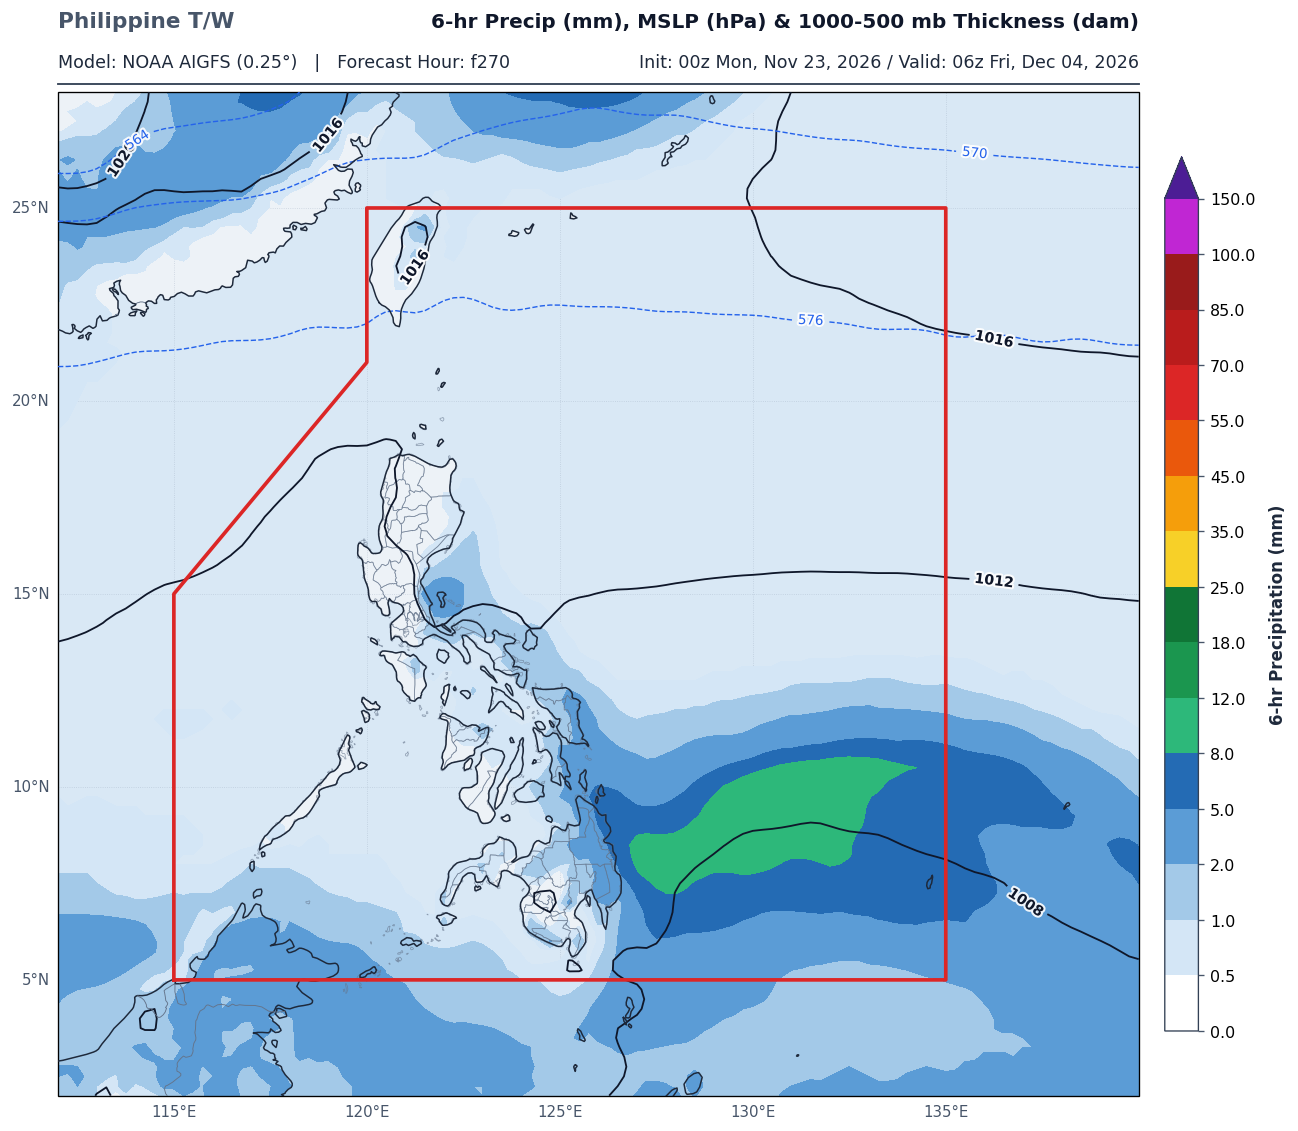 Philippine T/W
6-hr Precip (mm), MSLP (hPa) & 1000-500 mb Thickness (dam)
Model: NOAA AIGFS (0.25°) | Forecast Hour: f270
Init: 00z Mon, Nov 23, 2026 / Valid: 06z Fri, Dec 04, 2026
564
1016
570
25°N
1016
576
1016
20°N
15°N
1012
10°N
1008
5°N
115°E
120°E
125°E
130°E
135°E
150.0
100.0
85.0
70.0
55.0
45.0
35.0
25.0
18.0
12.0
8.0
5.0
2.0
1.0
0.5
0.0
6-hr Precipitation (mm)